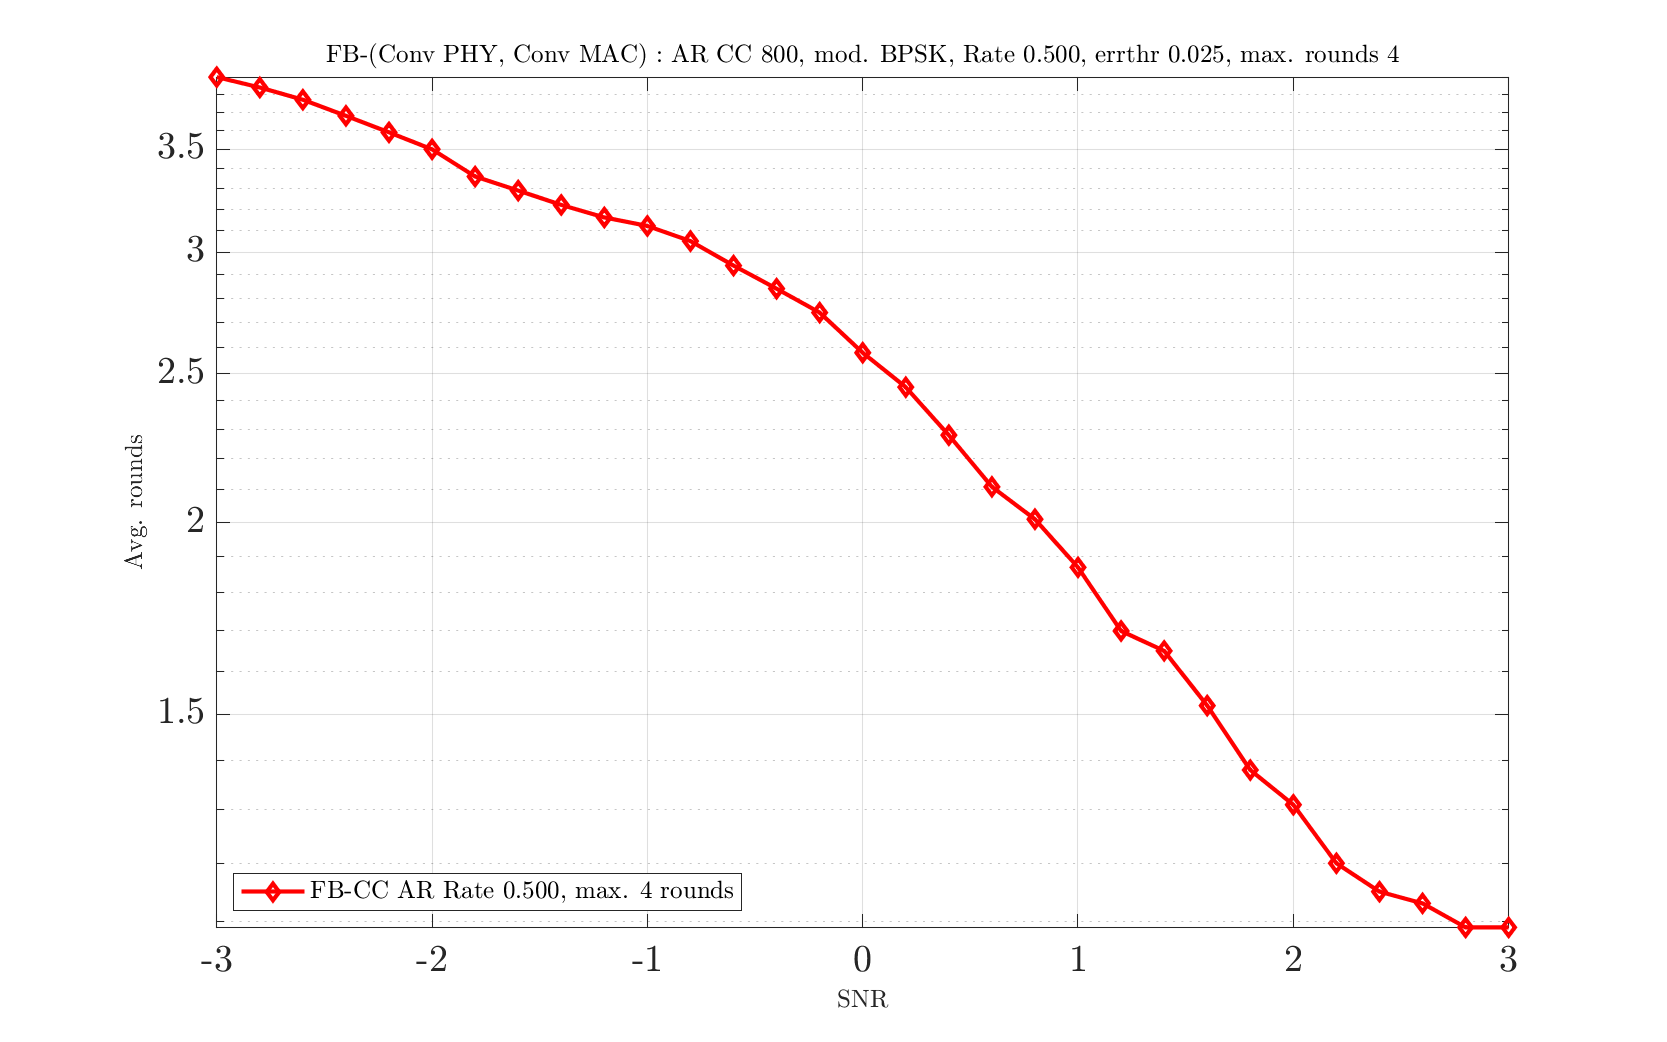 FB-(Conv PHY, Conv MAC) : AR CC 800, mod. BPSK, Rate 0.500, errthr 0.025, max. rounds 4
3.5
3
2.5
2
1.5
Avg. rounds
FB-CC AR Rate 0.500, max. 4 rounds
-3 -2 -1 0 1 2 3
SNR